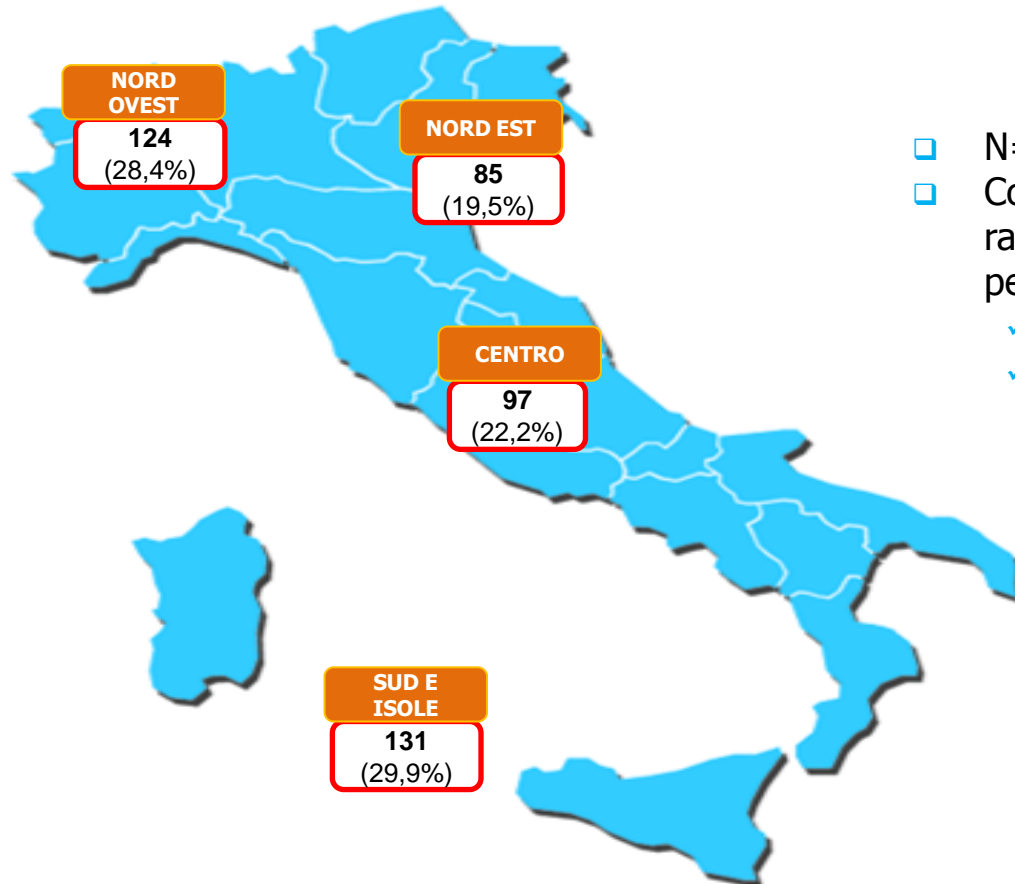 NORD
OVEST
124
(28,4%)
NORD EST
85
(19,5%)
CENTRO
97
(22,2%)
SUD E
ISOLE
131
(29,9%)
N=